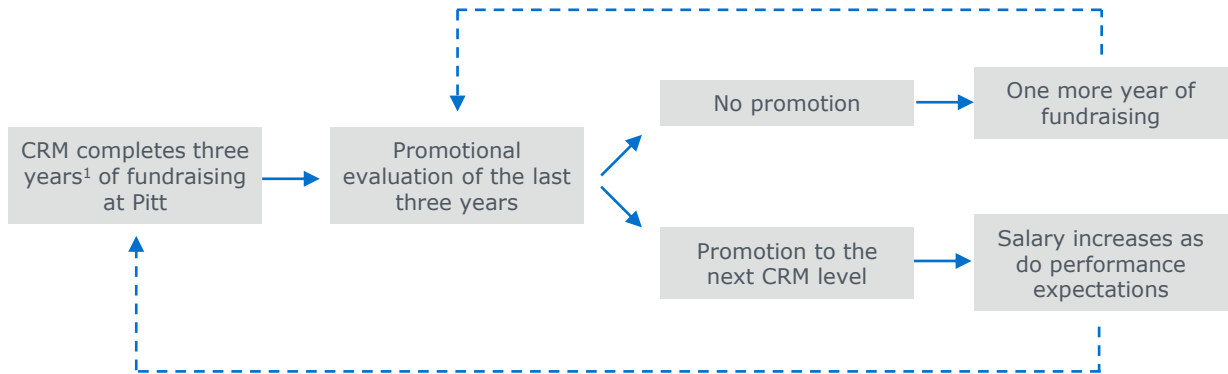 CRM completes three
years¹ of fundraising
at Pitt
Promotional
evaluation of the last
three years
No promotion
One more year of
fundraising
Promotion to the
next CRM level
Salary increases as
do performance
expectations